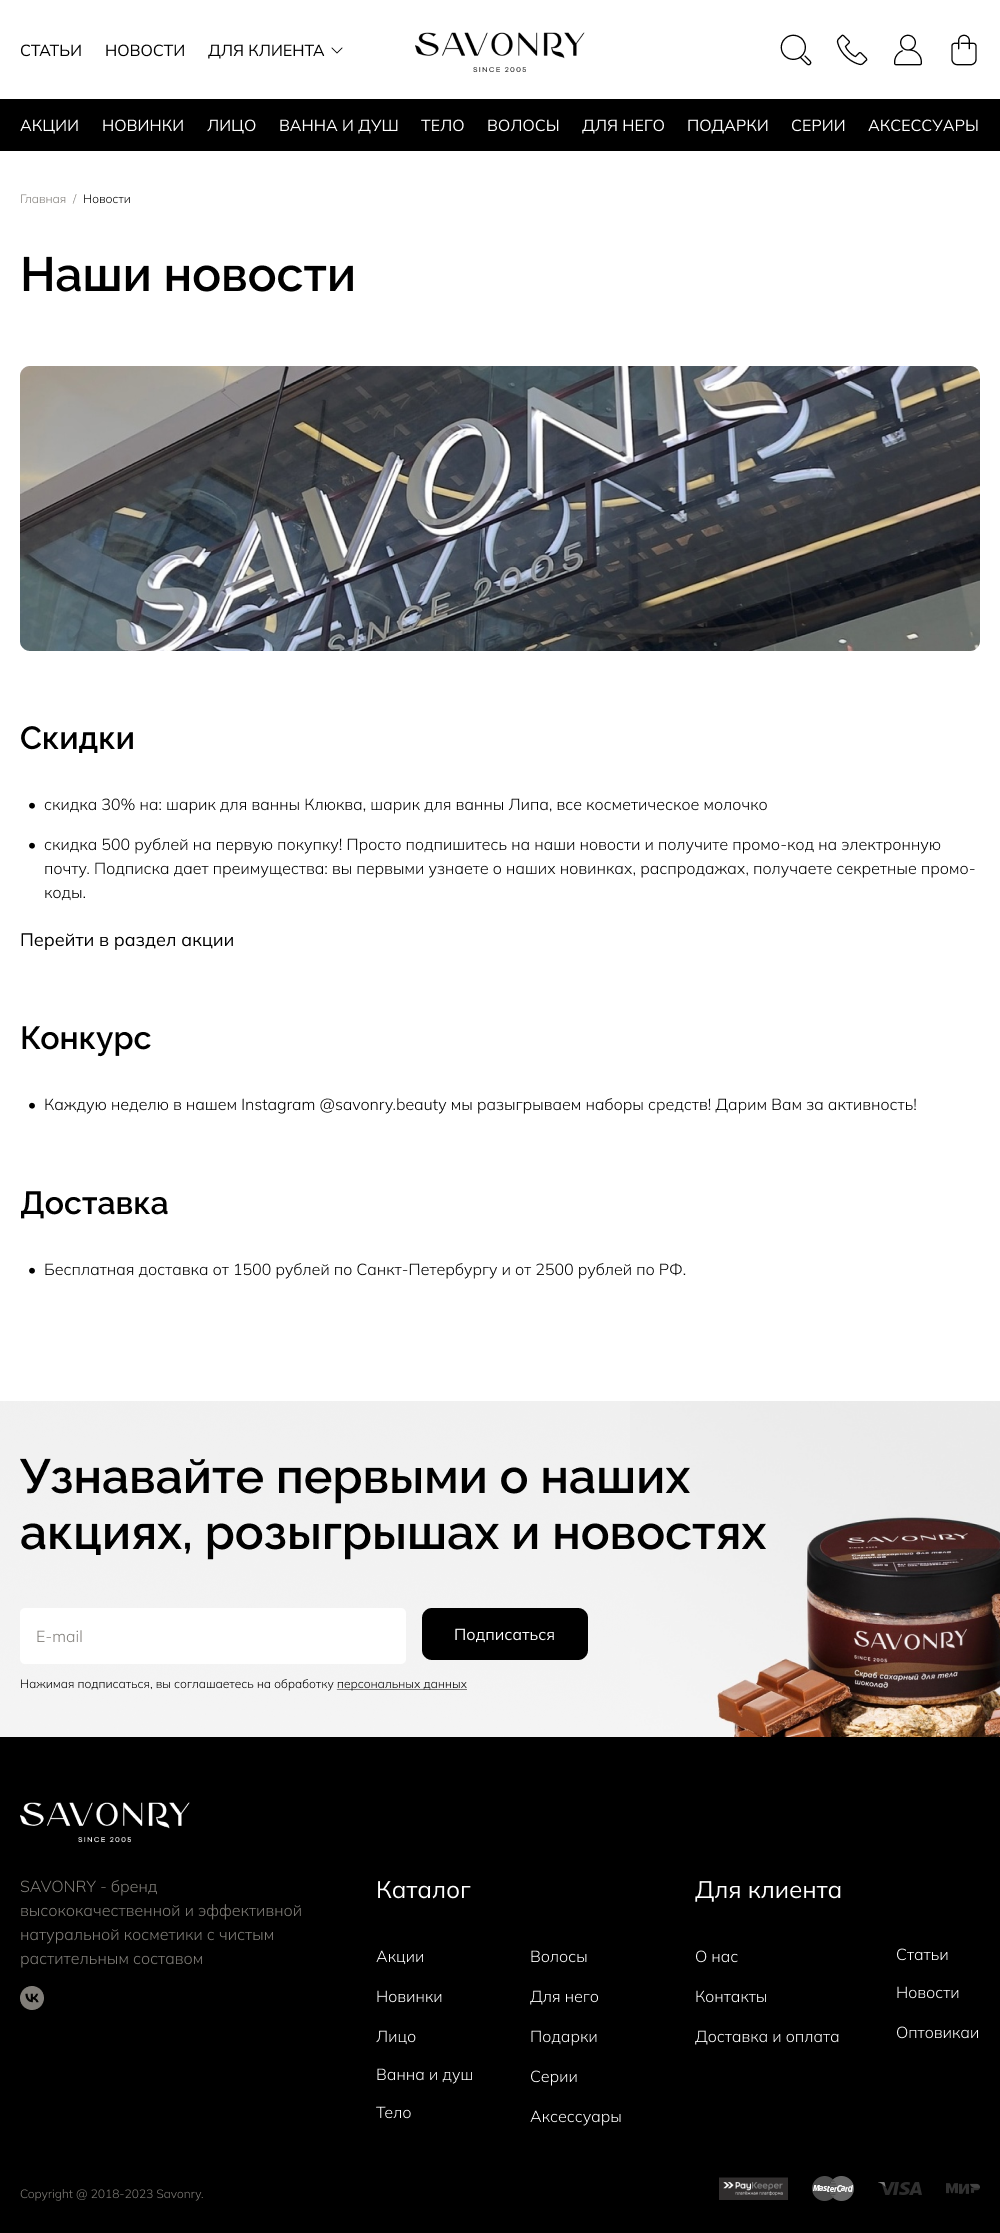 СТАТЬИ НОВОСТИ ДЛЯ КЛИЕНТА
SAVONRY
SINCE 2005
АКЦИИ НОВИНКИ ЛИЦО ВАННА И ДУШ ТЕЛО ВОЛОСЫ ДЛЯ НЕГО ПОДАРКИ СЕРИИ АКСЕССУАРЫ
Главная / Новости
Наши новости
SAVONR
SINCE 2005
Скидки
• скидка 30% на: шарик для ванны Клюква, шарик для ванны Липа, все косметическое молочко
• скидка 500 рублей на первую покупку! Просто подпишитесь на наши новости и получите промо-код на электронную
почту. Подписка дает преимущества: вы первыми узнаете о наших новинках, распродажах, получаете секретные промо-
коды.
Перейти в раздел акции
Конкурс
• Каждую неделю в нашем Instagram @savonry.beauty мы разыгрываем наборы средств! Дарим Вам за активность!
Доставка
• Бесплатная доставка от 1500 рублей по Санкт-Петербургу и от 2500 рублей по РФ.
Узнавайте первыми о наших
акциях, розыгрышах и новостях
E-mail
Подписаться
Нажимая подписаться, вы соглашаетесь на обработку персональных данных
SAVONRY
SAVONRY
SINCE 2005
Скраб сахарный для тела
шоколад
SAVONRY
SINCE 2005
SAVONRY - бренд
высококачественной и эффективной
натуральной косметики с чистым
растительным составом
Каталог
Акции
Новинки
Лицо
Ванна и душ
Тело
Волосы
Для него
Подарки
Серии
Аксессуары
Для клиента
О нас
Контакты
Доставка и оплата
Статьи
Новости
Оптовикаи
Copyright @ 2018-2023 Savonry.
PayKeeper
платёжная платформа
MasterCard
VISA
МИР